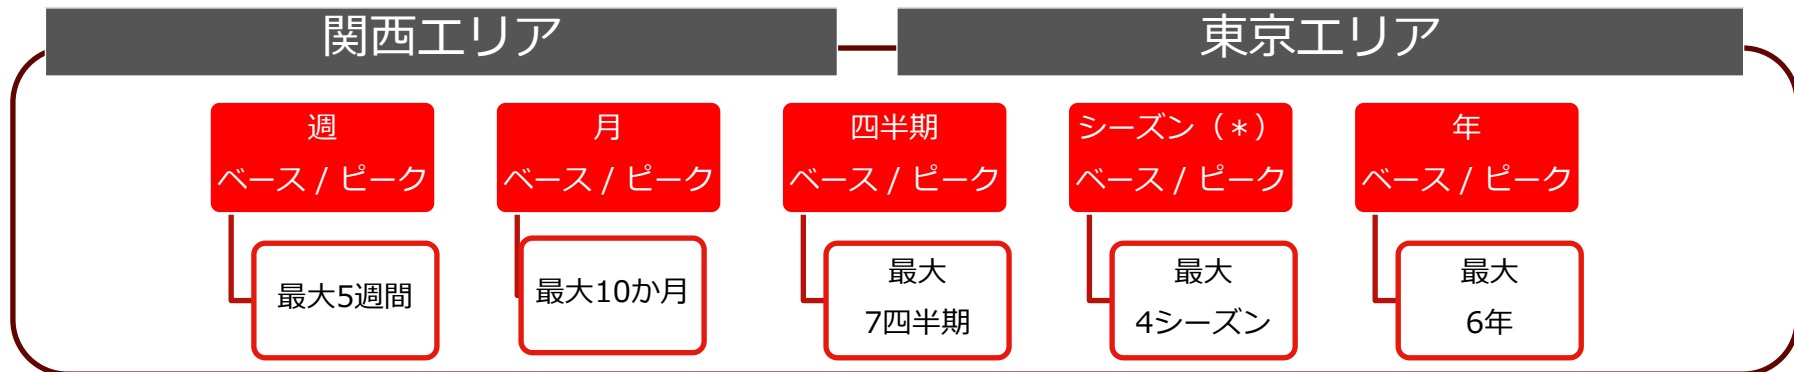 関西エリア
東京エリア
週
ベース / ピーク
最大5週間
月
ベース / ピーク
最大10か月
四半期
ベース / ピーク
最大
7四半期
シーズン（＊）
ベース / ピーク
最大
4シーズン
年
ベース / ピーク
最大
6年